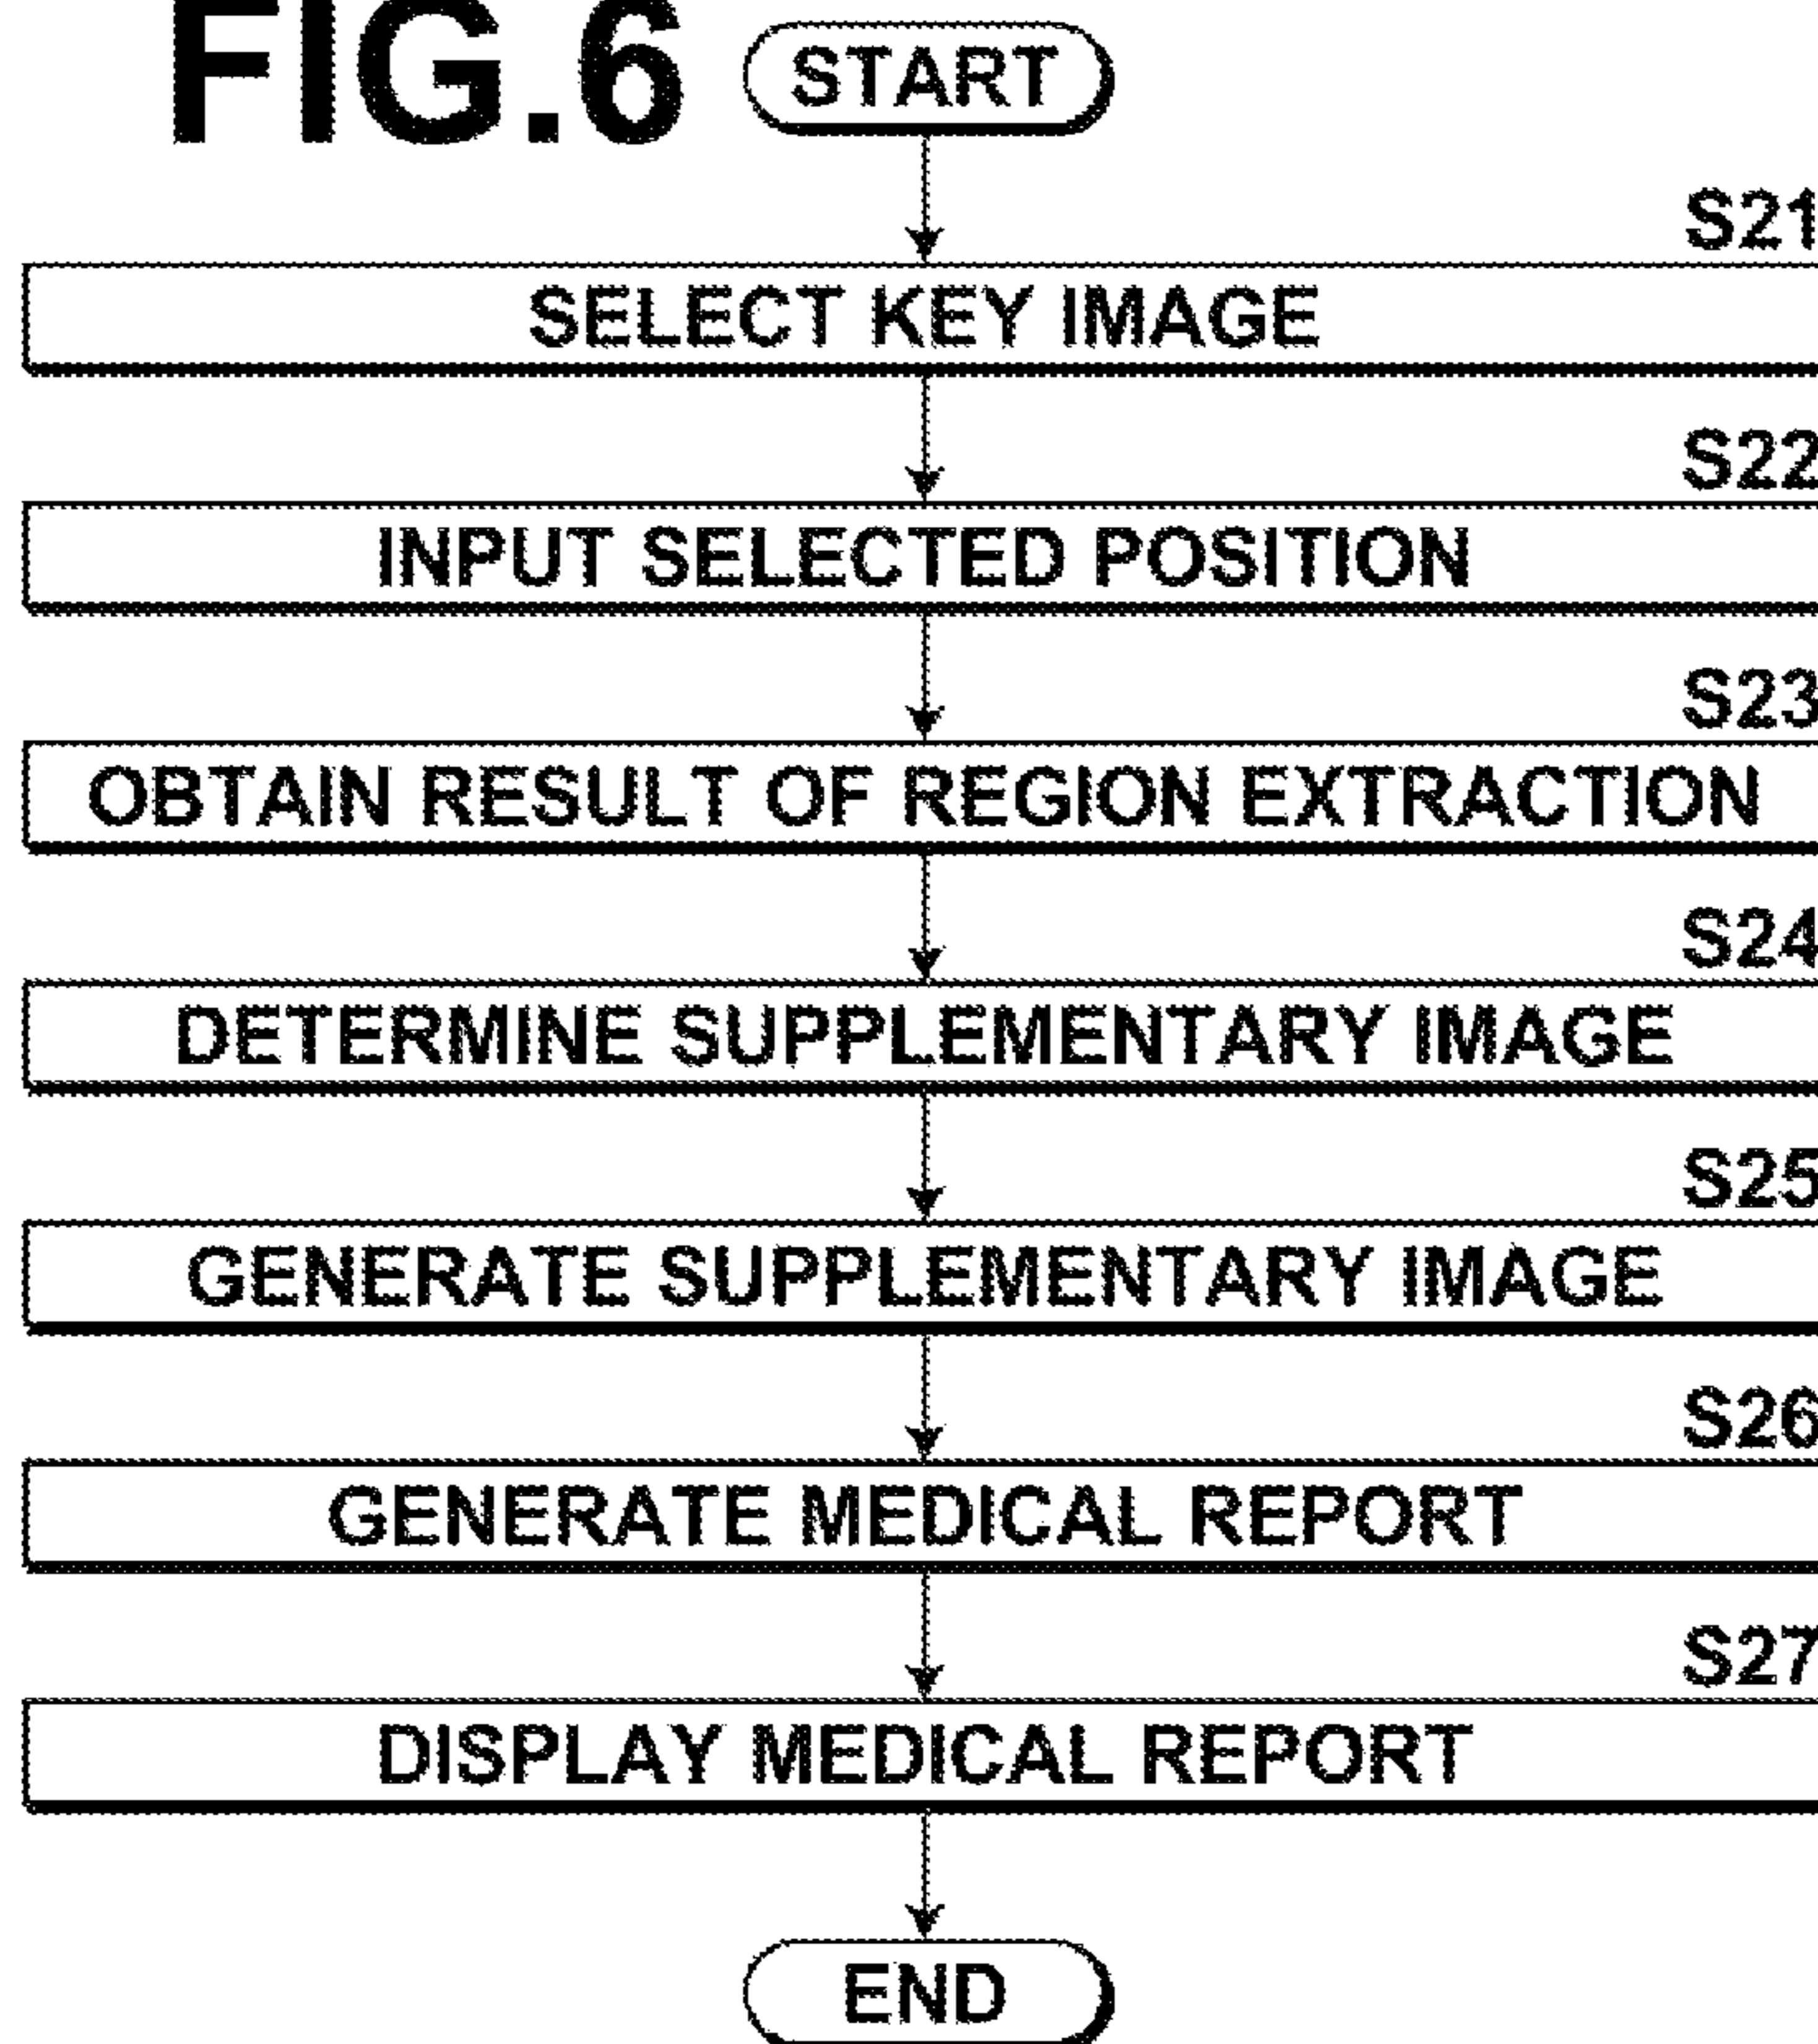 FIG.6
START
S21
SELECT KEY IMAGE
S22
INPUT SELECTED POSITION
S23
OBTAIN RESULT OF REGION EXTRACTION
S24
DETERMINE SUPPLEMENTARY IMAGE
S25
GENERATE SUPPLEMENTARY IMAGE
S26
GENERATE MEDICAL REPORT
S27
DISPLAY MEDICAL REPORT
END